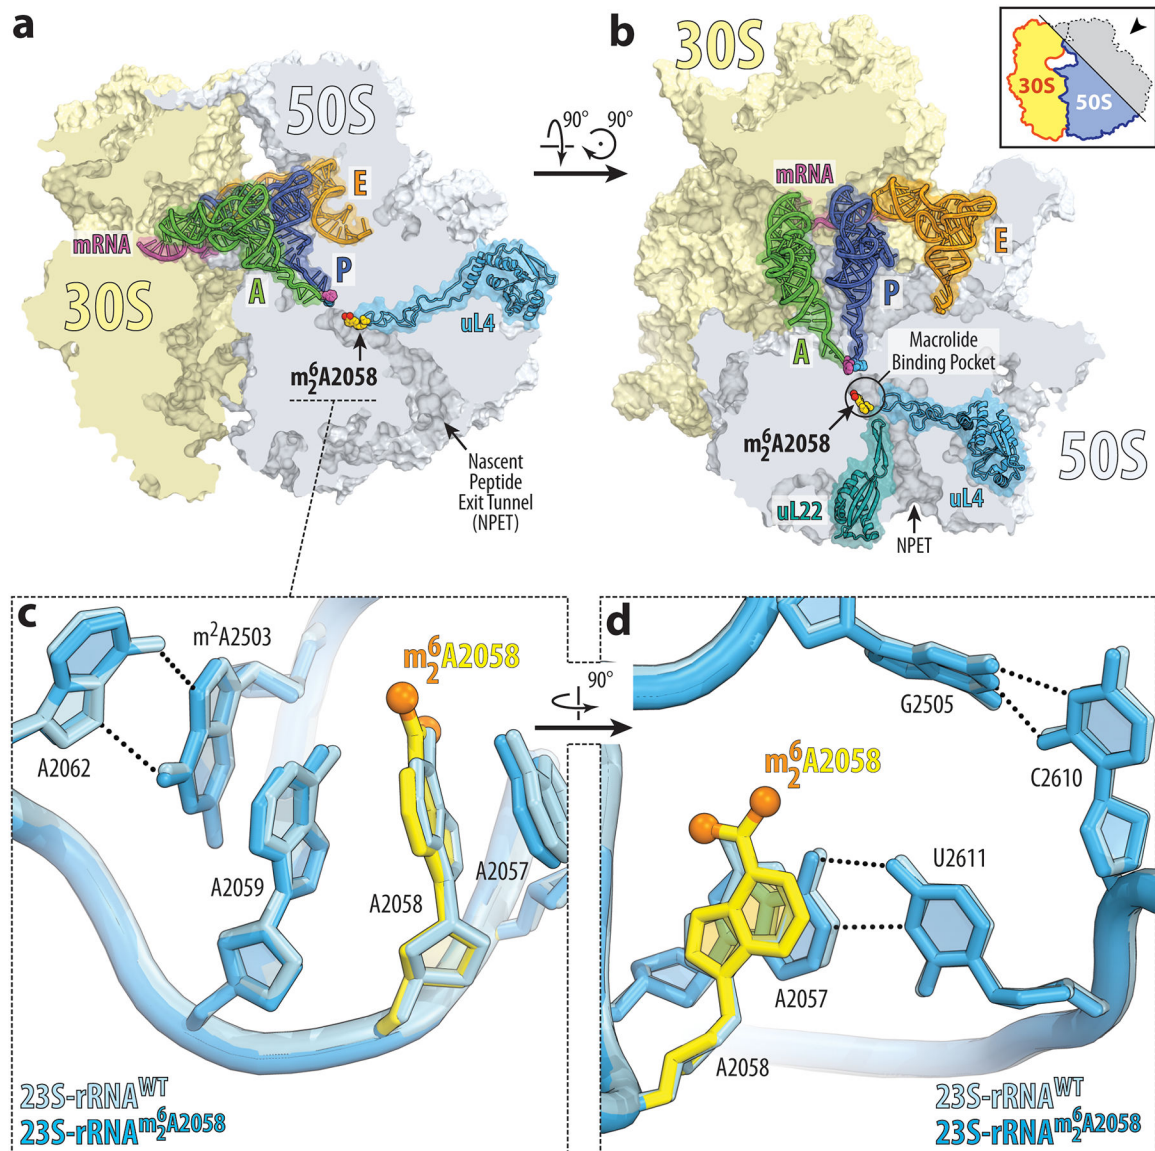 a
30S
50S
E
mRNA
P
A
30S
uL4
m⁶₂A2058
Nascent
Peptide
Exit Tunnel
(NPET)
90° 90°
b
30S
30S
50S
mRNA
E
P
A
Macrolide
Binding Pocket
m⁶₂A2058
50S
uL22
uL4
NPET
c
m²A2503
m⁶₂A2058
A2062
A2059
A2058
A2057
23S-rRNAᵂᵀ
23S-rRNAm⁶₂A2058
90°
d
G2505
m⁶₂A2058
C2610
U2611
A2057
A2058
23S-rRNAᵂᵀ
23S-rRNAm⁶₂A2058